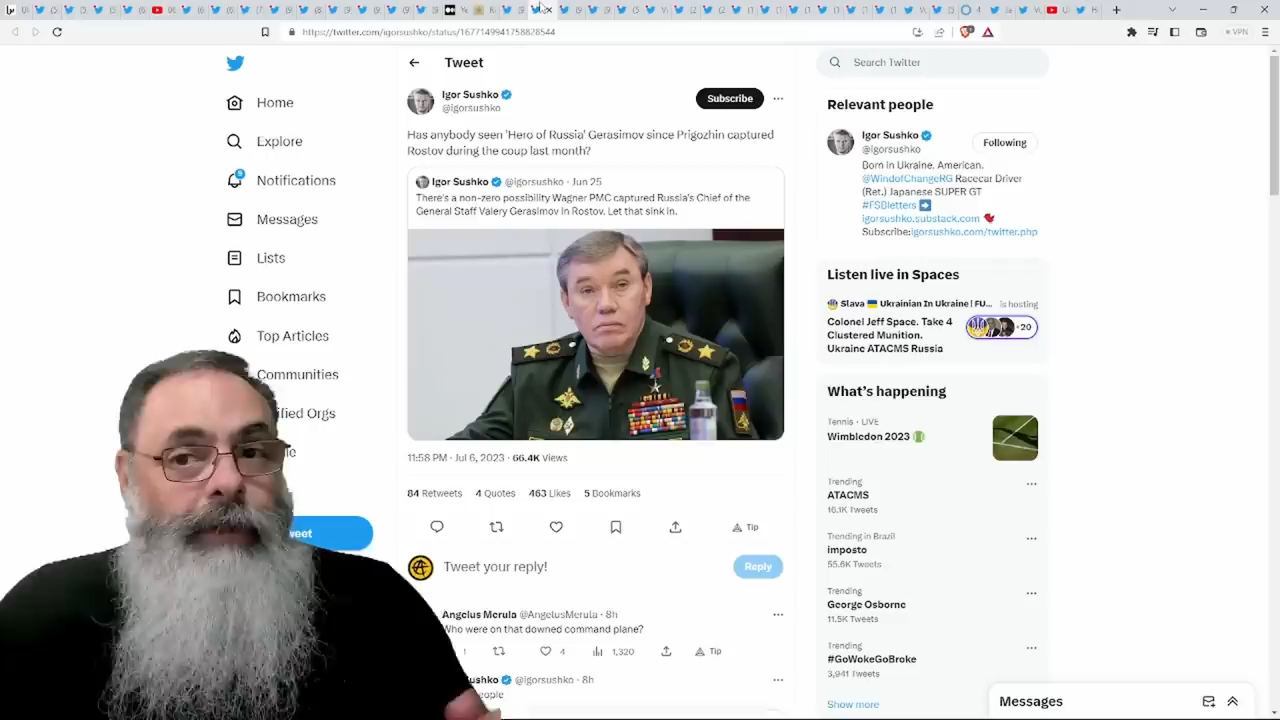 https://twitter.com/igorsushko/status/1677149941758828544
VPN
Home
Explore
9
Notifications
Messages
Lists
Bookmarks
Top Articles
Communities
Tweet
Igor Sushko
@igorsushko
Subscribe
Has anybody seen 'Hero of Russia' Gerasimov since Prigozhin captured
Rostov during the coup last month?
Igor Sushko @igorsushko · Jun 25
There's a non-zero possibility Wagner PMC captured Russia's Chief of the
General Staff Valery Gerasimov in Rostov. Let that sink in.
11:58 PM · Jul 6, 2023 · 66.4K Views
84 Retweets 4 Quotes 463 Likes 5 Bookmarks
Tip
Tweet your reply!
Reply
Angelus Merula @AngelusMerula · 8h
Who were on that downed command plane?
1
4
1,320
Tip
@igorsushko · 8h
Search Twitter
Relevant people
Igor Sushko
@igorsushko
Following
Born in Ukraine. American.
@WindofChangeRG Racecar Driver
(Ret.) Japanese SUPER GT
#FSBletters
igorsushko.substack.com
Subscribe:igorsushko.com/twitter.php
Listen live in Spaces
Slava Ukrainian In Ukraine | FU... is hosting
Colonel Jeff Space. Take 4
Clustered Munition.
Ukraine ATACMS Russia
+20
What's happening
Tennis · LIVE
Wimbledon 2023
Trending
ATACMS
16.1K Tweets
Trending in Brazil
imposto
55.6K Tweets
Trending
George Osborne
11.5K Tweets
Trending
#GoWokeGoBroke
3,941 Tweets
Show more
Messages